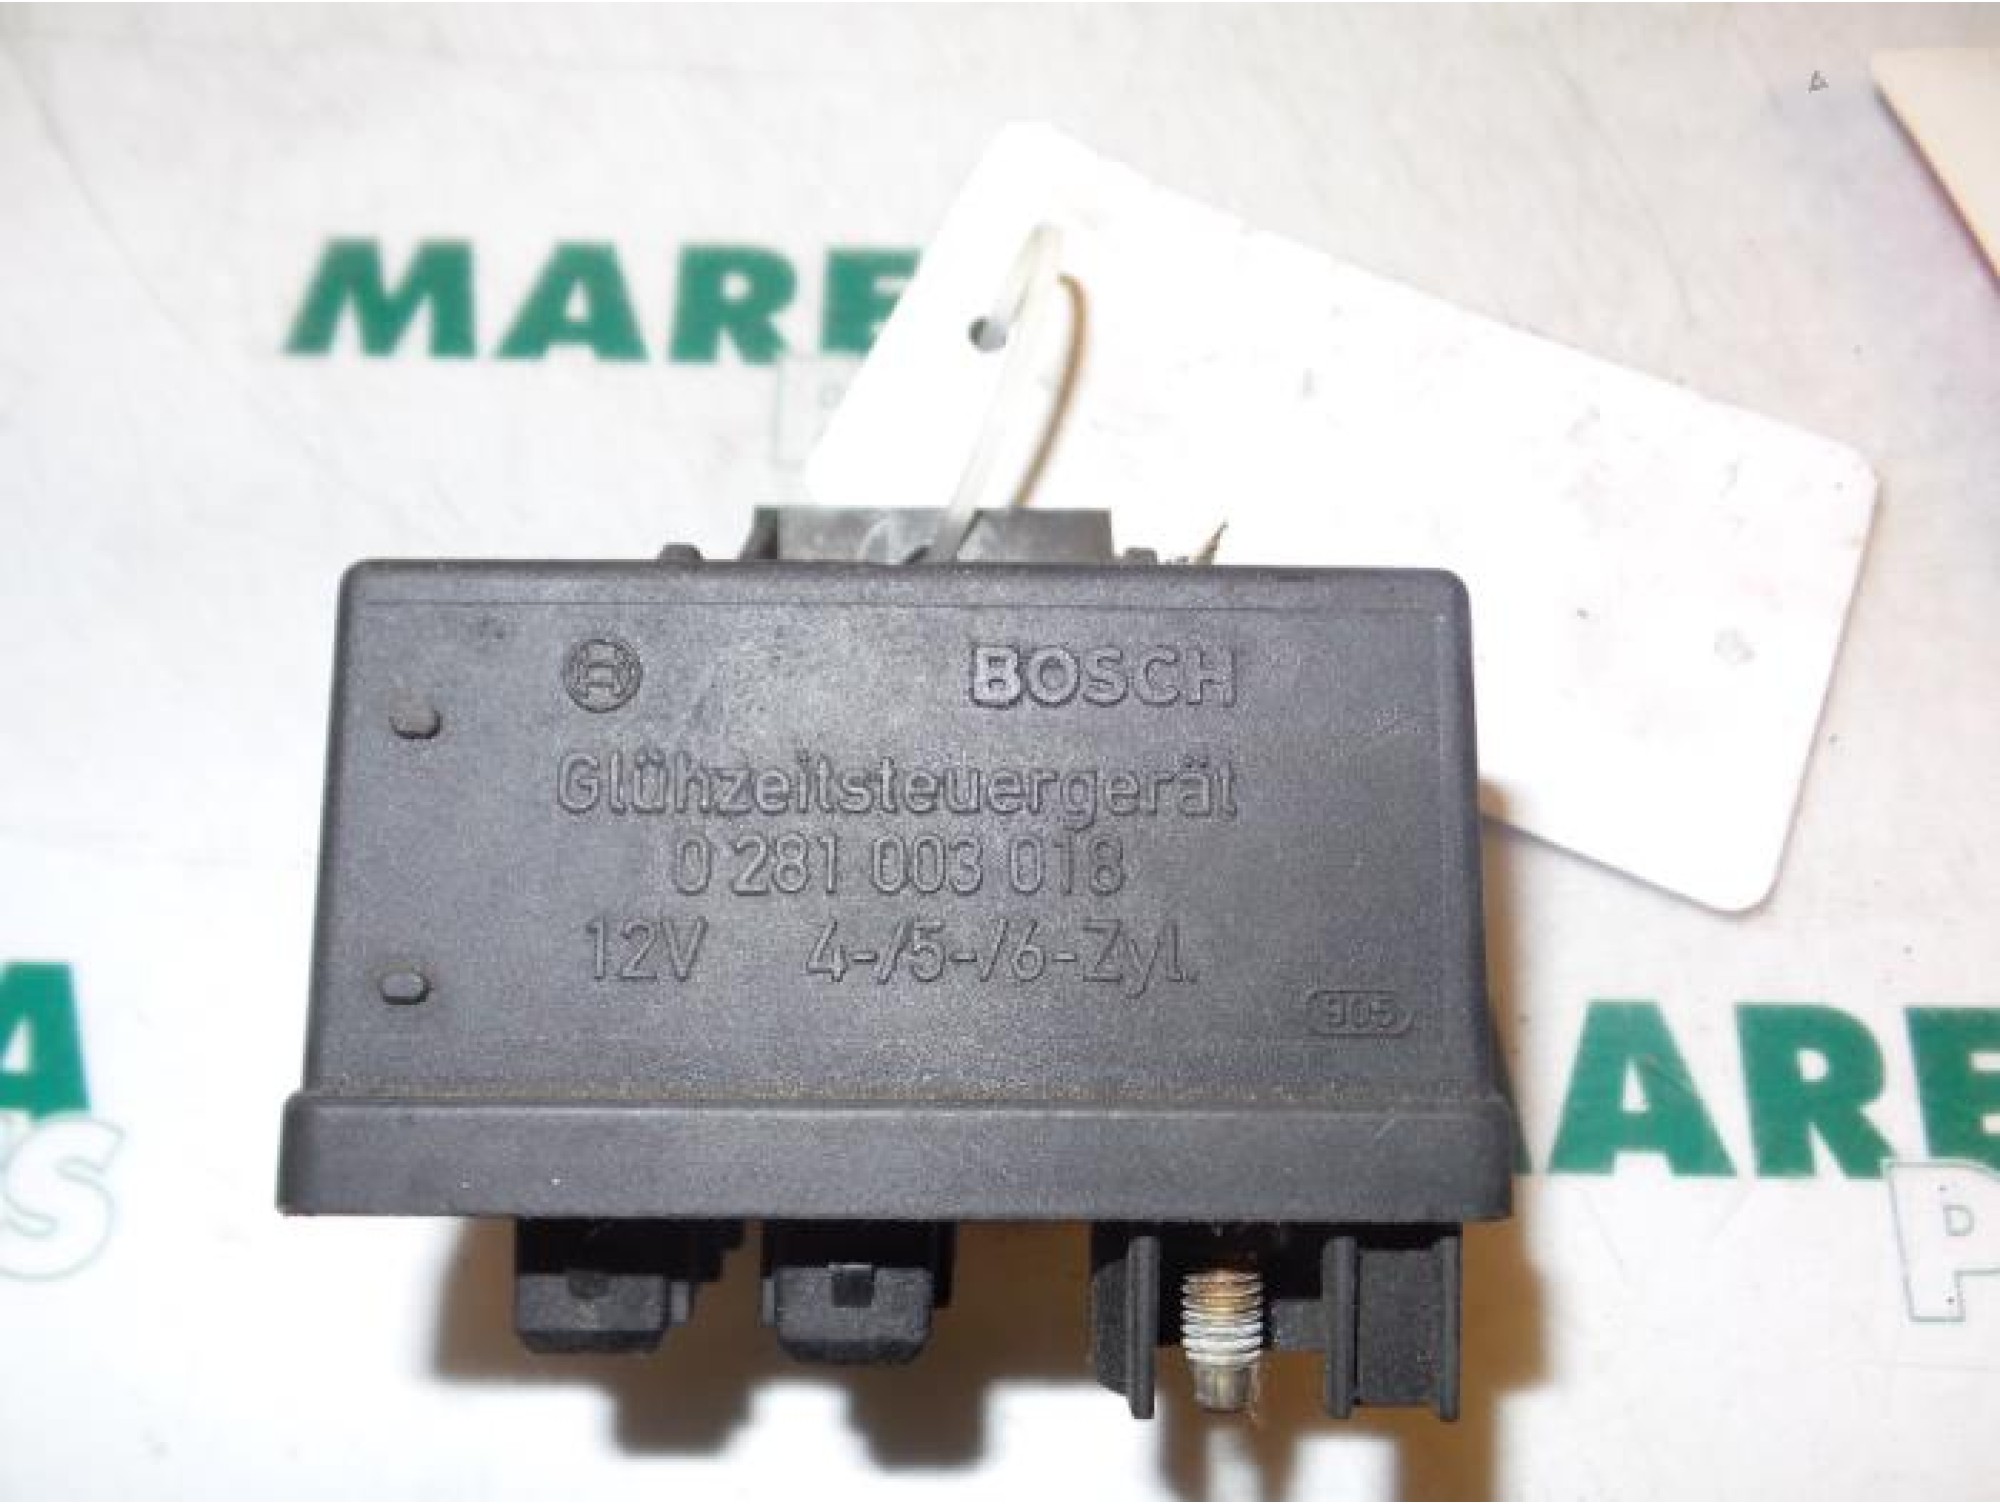 MARE
BOSCH
Glühzeitsteuergerät
0 281 003 018
12V 4-/5-/6-Zyl.
905
A
ARE
S
P